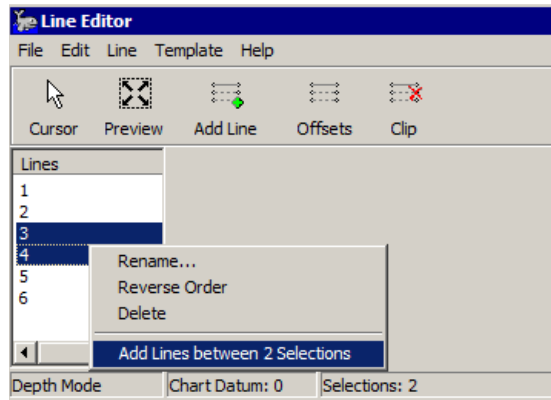 Line Editor
File Edit Line Template Help
Cursor Preview Add Line Offsets Clip
Lines
1
2
3
4
5
6
Rename...
Reverse Order
Delete
Add Lines between 2 Selections
Depth Mode Chart Datum: 0 Selections: 2